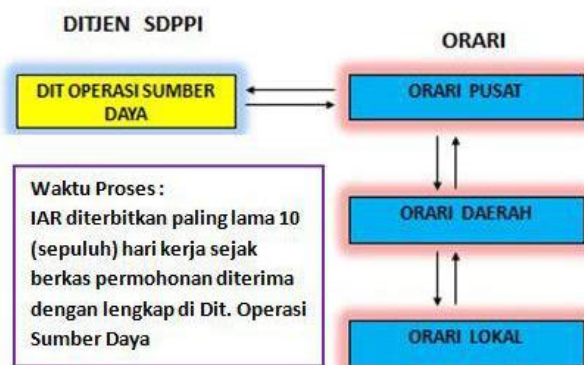 DITJEN SDPPI
ORARI
DIT OPERASI SUMBER
DAYA
ORARI PUSAT
Waktu Proses :
IAR diterbitkan paling lama 10
(sepuluh) hari kerja sejak
berkas permohonan diterima
dengan lengkap di Dit. Operasi
Sumber Daya
ORARI DAERAH
ORARI LOKAL